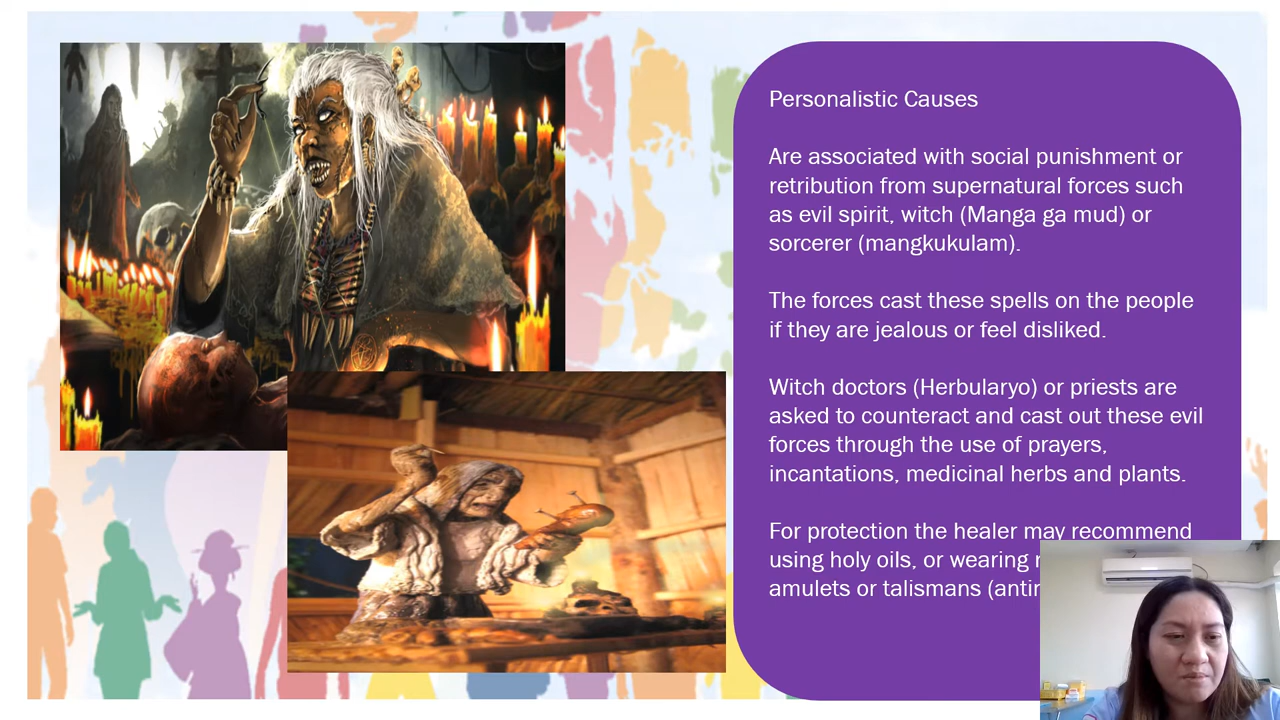 Personalistic Causes
Are associated with social punishment or
retribution from supernatural forces such
as evil spirit, witch (Manga ga mud) or
sorcerer (mangkukulam).
The forces cast these spells on the people
if they are jealous or feel disliked.
Witch doctors (Herbularyo) or priests are
asked to counteract and cast out these evil
forces through the use of prayers,
incantations, medicinal herbs and plants.
For protection the healer may recommend
using holy oils, or wearing
amulets or talismans